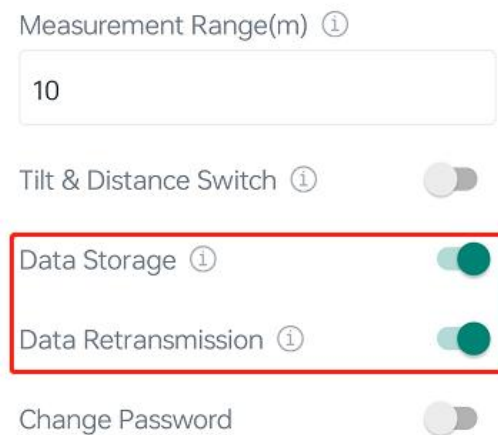 Measurement Range(m)
10
Tilt & Distance Switch
Data Storage
Data Retransmission
Change Password